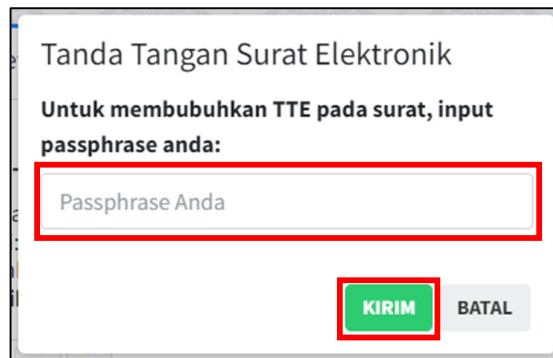 Tanda Tangan Surat Elektronik
Untuk membubuhkan TTE pada surat, input
passphrase anda:
Passphrase Anda
KIRIM BATAL